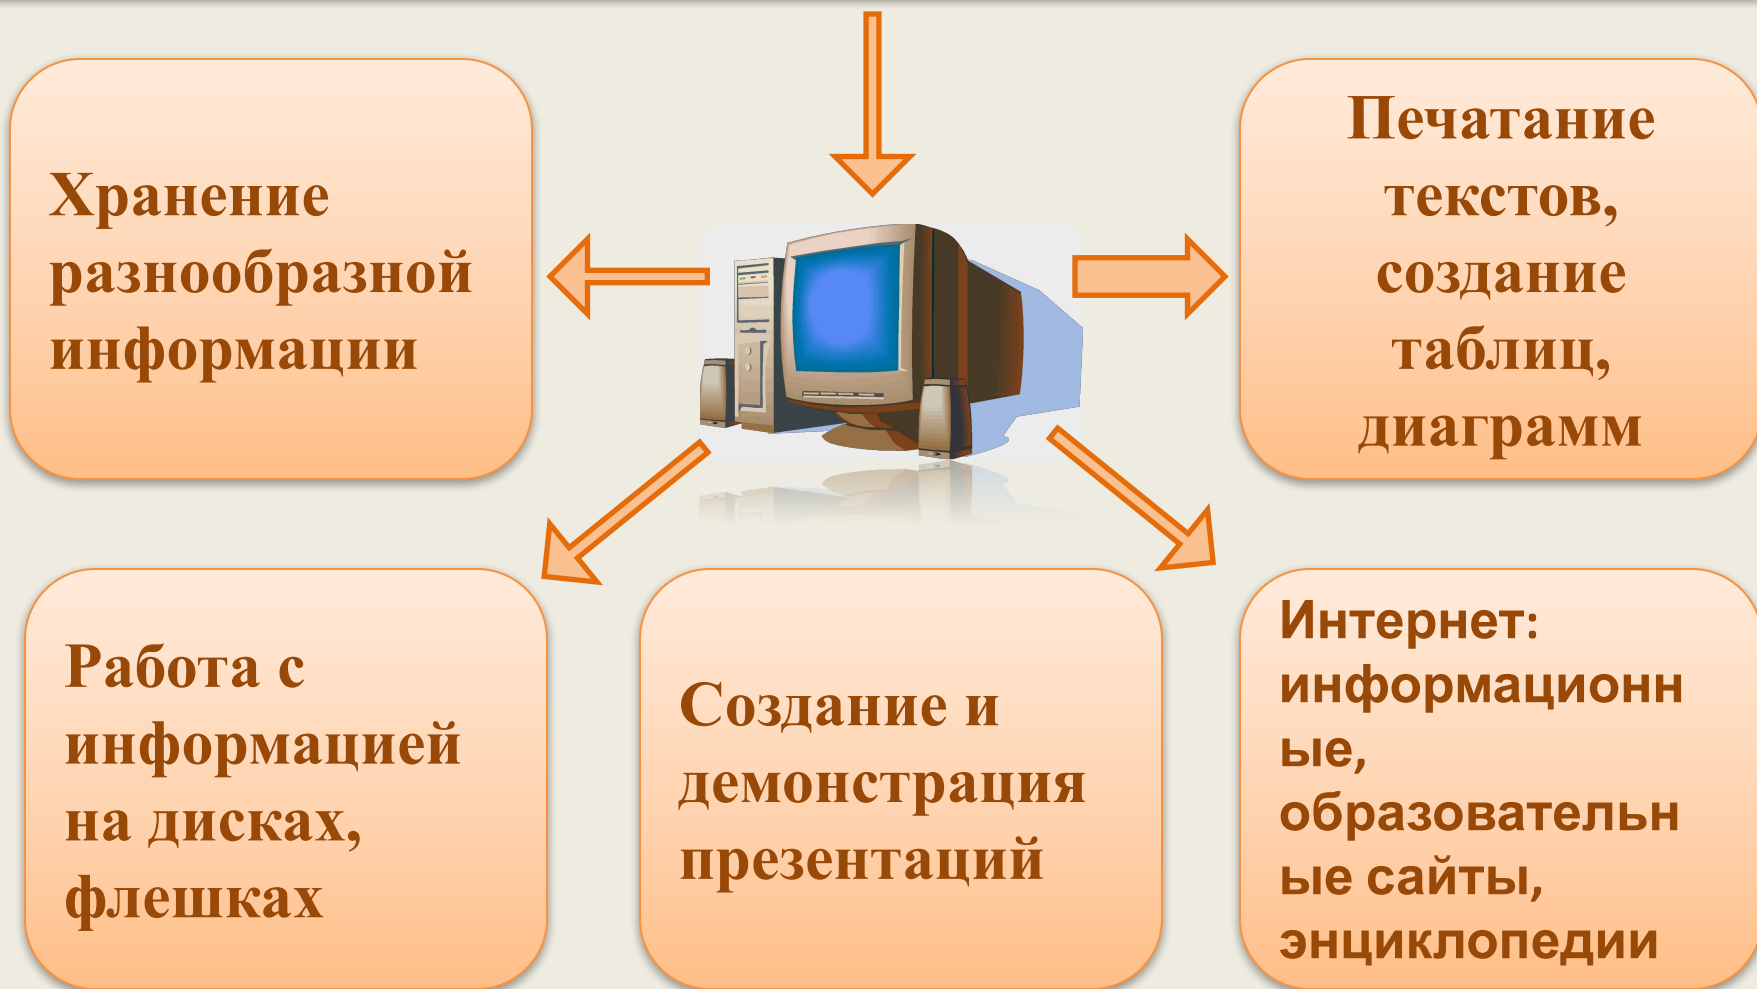 Хранение
разнообразной
информации
Печатание
текстов,
создание
таблиц,
диаграмм
Работа с
информацией
на дисках,
флешках
Создание и
демонстрация
презентаций
Интернет:
информационн
ые,
образовательн
ые сайты,
энциклопедии